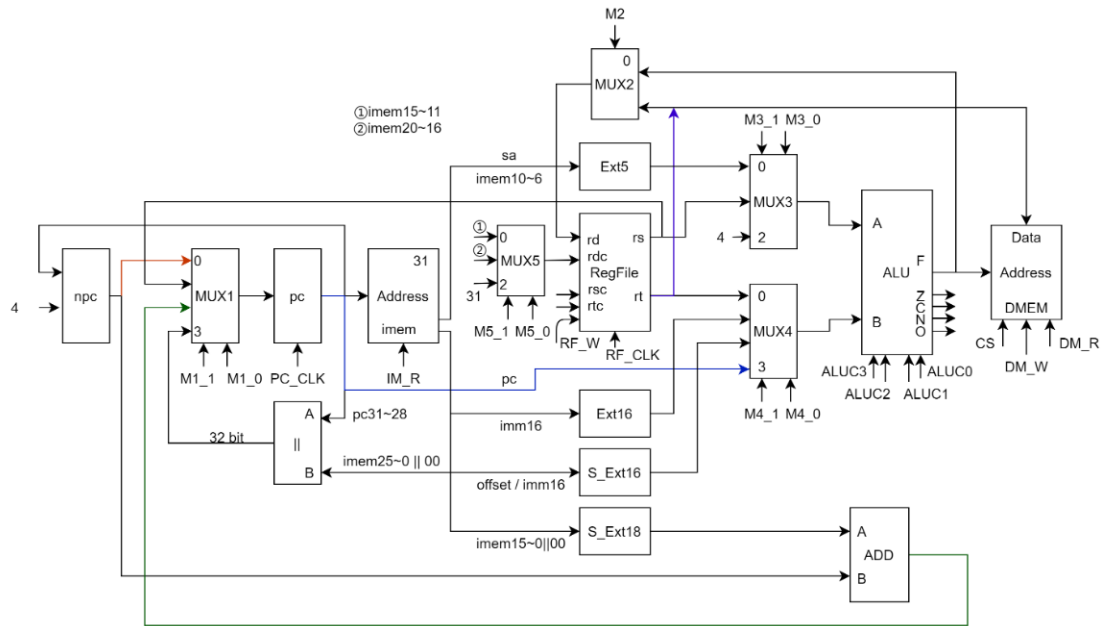 M2
0
MUX2
①imem15~11
②imem20~16
M3_1 M3_0
sa
imem10~6
Ext5
0
MUX3
4
2
①
②
0
MUX5
31
2
M5_1 M5_0
rd
rdc
RegFile
rsc
rtc
rs
rt
RF_W
RF_CLK
4
npc
0
MUX1
3
M1_1
M1_0
pc
PC_CLK
31
Address
imem
IM_R
0
MUX4
3
M4_1 M4_0
A
ALU
F
B
Z
C
N
O
ALUC3
ALUC2
ALUC0
ALUC1
Data
Address
DMEM
CS
DM_W
DM_R
pc
pc31~28
A
||
B
32 bit
imm16
Ext16
imem25~0 || 00
offset / imm16
S_Ext16
imem15~0||00
S_Ext18
A
ADD
B